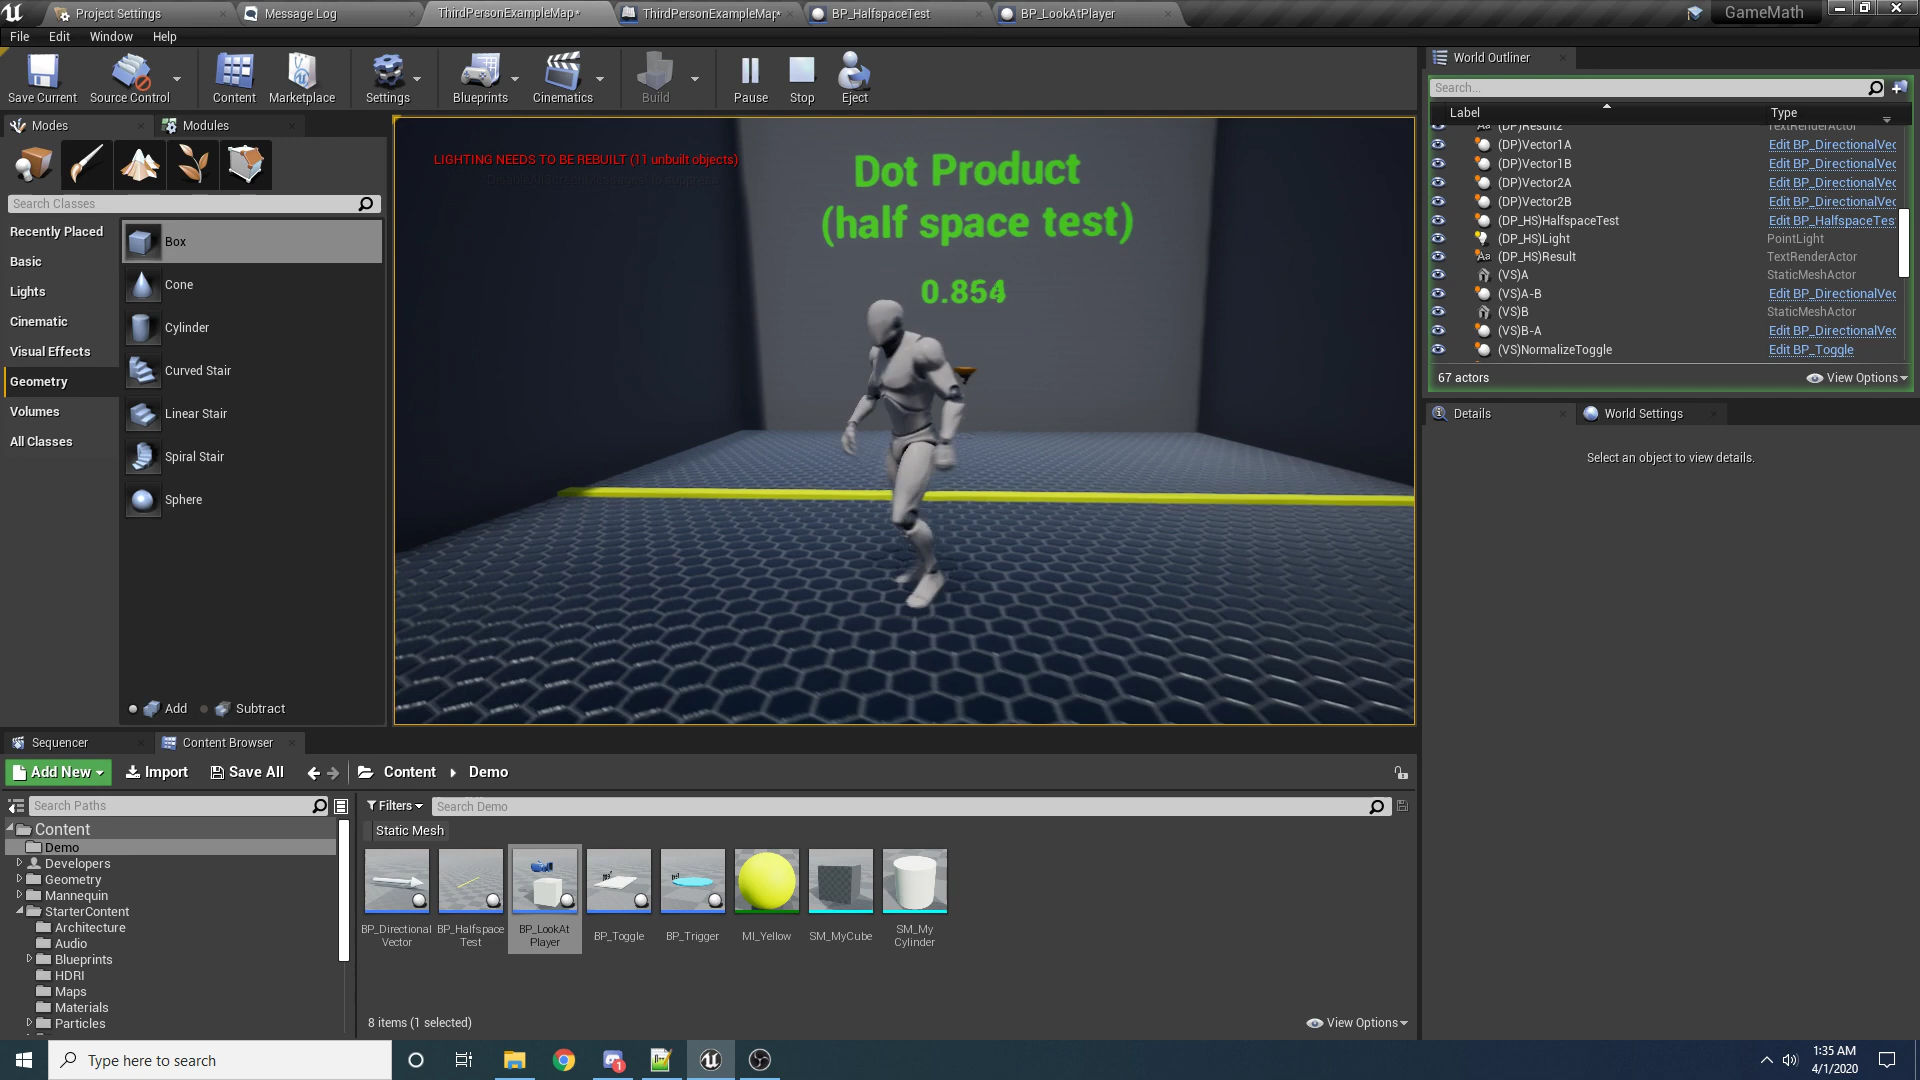 Project Settings
Message Log
ThirdPersonExampleMap*
ThirdPersonExampleMap*
BP_HalfspaceTest
BP_LookAtPlayer
GameMath
File Edit Window Help
Save Current
Source Control
Content
Marketplace
Settings
Blueprints
Cinematics
Build
Pause
Stop
Eject
Modes
Modules
Search Classes
Recently Placed
Basic
Lights
Cinematic
Visual Effects
Geometry
Volumes
All Classes
Box
Cone
Cylinder
Curved Stair
Linear Stair
Spiral Stair
Sphere
Add
Subtract
LIGHTING NEEDS TO BE REBUILT (11 unbuilt objects)
'DisableAllScreenMessages' to suppress
Dot Product
(half space test)
0.854
World Outliner
Search...
Label
Type
(DP)Result2 TextRenderActor
(DP)Vector1A Edit BP_DirectionalVec
(DP)Vector1B Edit BP_DirectionalVec
(DP)Vector2A Edit BP_DirectionalVec
(DP)Vector2B Edit BP_DirectionalVec
(DP_HS)HalfspaceTest Edit BP_HalfspaceTes
(DP_HS)Light PointLight
(DP_HS)Result TextRenderActor
(VS)A StaticMeshActor
(VS)A-B Edit BP_DirectionalVec
(VS)B StaticMeshActor
(VS)B-A Edit BP_DirectionalVec
(VS)NormalizeToggle Edit BP_Toggle
67 actors
View Options
Details
World Settings
Select an object to view details.
Sequencer
Content Browser
Add New
Import
Save All
Content
Demo
Search Paths
Content
Demo
Developers
Geometry
Mannequin
StarterContent
Architecture
Audio
Blueprints
HDRI
Maps
Materials
Particles
Filters
Search Demo
Static Mesh
BP_Directional
Vector
BP_Halfspace
Test
BP_LookAt
Player
BP_Toggle
BP_Trigger
MI_Yellow
SM_MyCube
SM_My
Cylinder
8 items (1 selected)
View Options
Type here to search
1
1:35 AM
4/1/2020